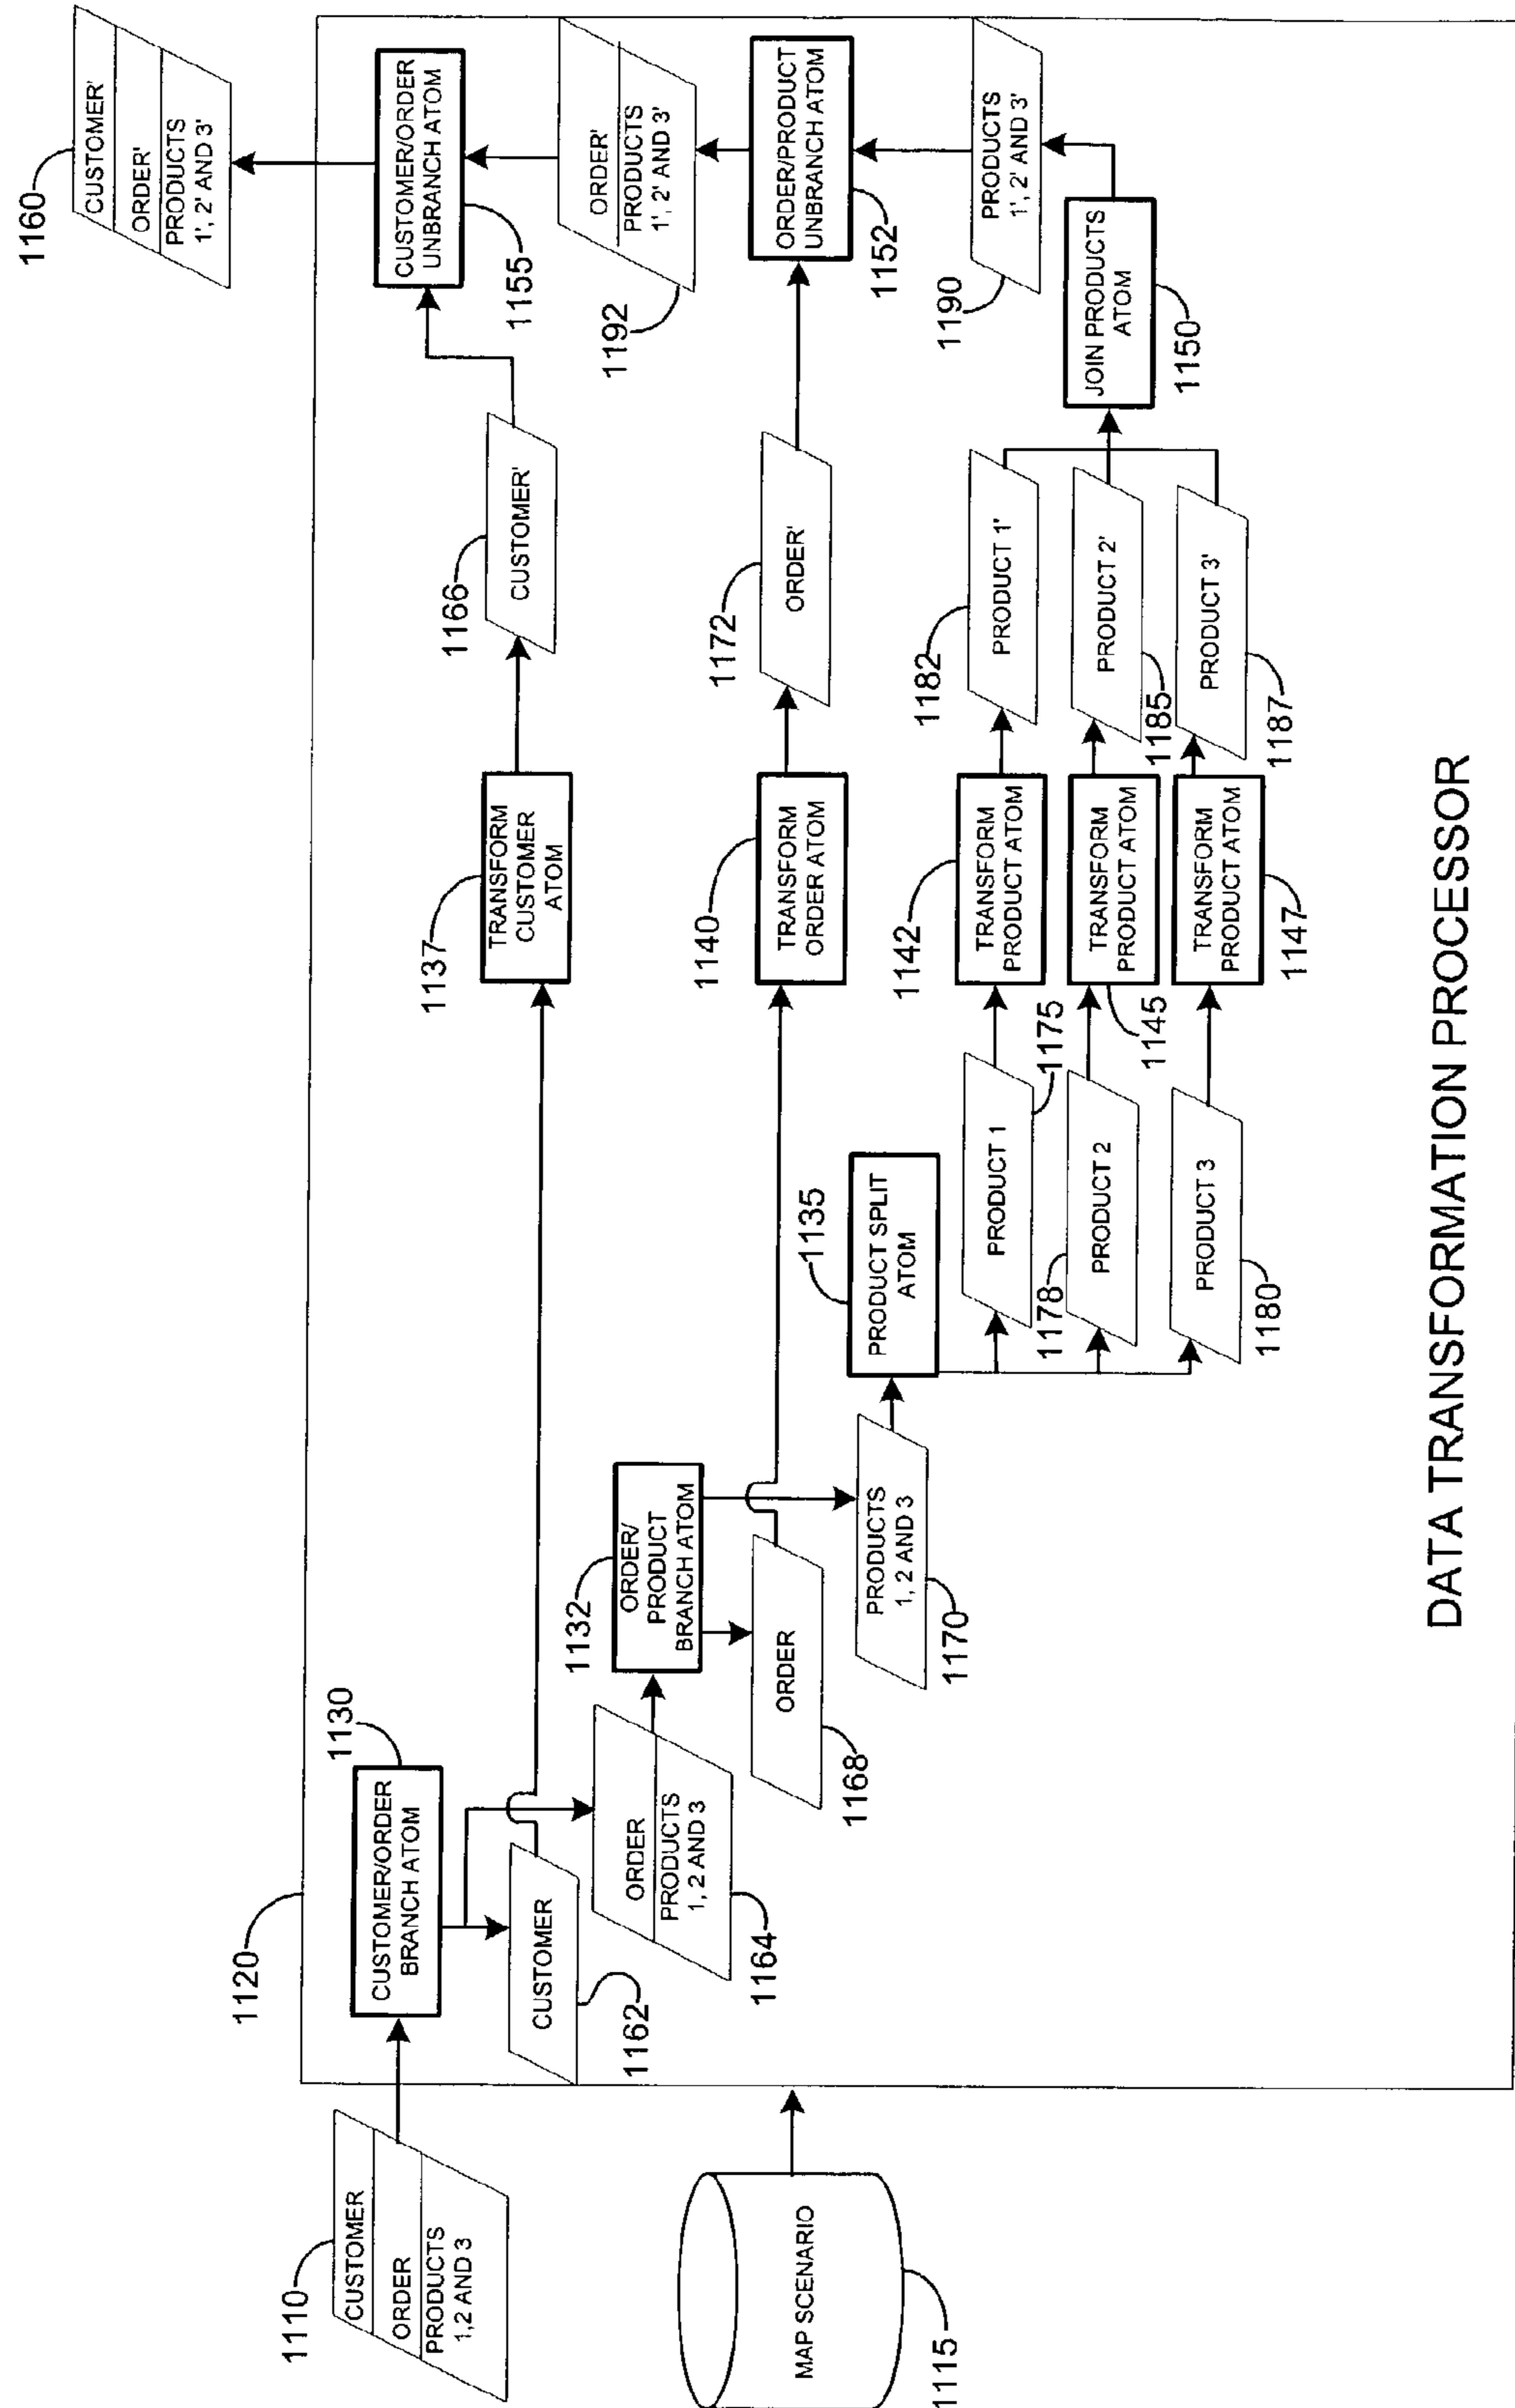 1110
CUSTOMER
ORDER
PRODUCTS
1,2 AND 3
MAP SCENARIO
1115
1120
CUSTOMER/ORDER
BRANCH ATOM
1130
CUSTOMER
1162
ORDER
PRODUCTS
1, 2 AND 3
1164
1132
ORDER/
PRODUCT
BRANCH ATOM
ORDER
1168
PRODUCTS
1, 2 AND 3
1170
1135
PRODUCT SPLIT
ATOM
PRODUCT 1
1175
1178
PRODUCT 2
PRODUCT 3
1180
1137
TRANSFORM
CUSTOMER
ATOM
1140
TRANSFORM
ORDER ATOM
1142
TRANSFORM
PRODUCT ATOM
TRANSFORM
PRODUCT ATOM
1145
TRANSFORM
PRODUCT ATOM
1147
1166
CUSTOMER'
1172
ORDER'
1182
PRODUCT 1'
PRODUCT 2'
1185
PRODUCT 3'
1187
JOIN PRODUCTS
ATOM
1150
PRODUCTS
1', 2' AND 3'
1190
ORDER/PRODUCT
UNBRANCH ATOM
1152
ORDER'
PRODUCTS
1', 2' AND 3'
1192
CUSTOMER/ORDER
UNBRANCH ATOM
1155
1160
CUSTOMER'
ORDER'
PRODUCTS
1', 2' AND 3'
DATA TRANSFORMATION PROCESSOR